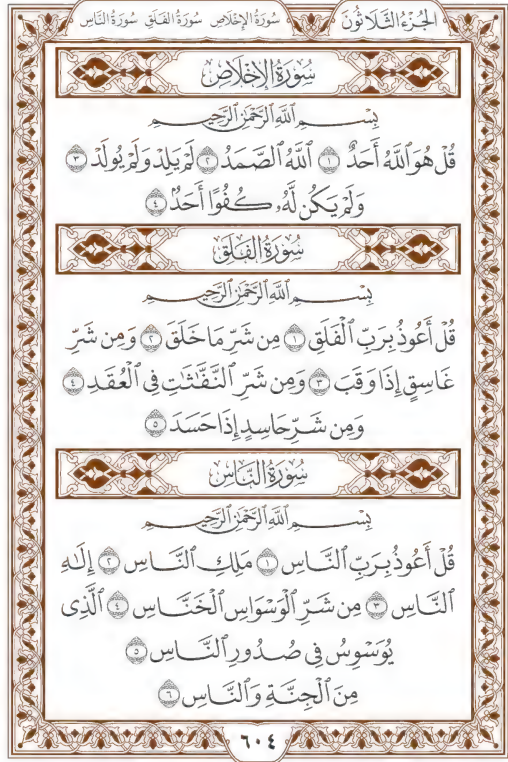 الجُزْءُ الثَّلَاثُونَ سُورَةُ الإِخْلَاصِ سُورَةُ الفَلَقِ سُورَةُ النَّاسِ
سُورَةُ الإِخْلَاصِ
بِسْمِ ٱللَّهِ ٱلرَّحْمَٰنِ ٱلرَّحِيمِ
قُلْ هُوَ ٱللَّهُ أَحَدٌ ١ ٱللَّهُ ٱلصَّمَدُ ٢ لَمْ يَلِدْ وَلَمْ يُولَدْ ٣
وَلَمْ يَكُن لَّهُۥ كُفُوًا أَحَدٌۢ ٤
سُورَةُ الفَلَقِ
بِسْمِ ٱللَّهِ ٱلرَّحْمَٰنِ ٱلرَّحِيمِ
قُلْ أَعُوذُ بِرَبِّ ٱلْفَلَقِ ١ مِن شَرِّ مَا خَلَقَ ٢ وَمِن شَرِّ
غَاسِقٍ إِذَا وَقَبَ ٣ وَمِن شَرِّ ٱلنَّفَّٰثَٰتِ فِى ٱلْعُقَدِ ٤
وَمِن شَرِّ حَاسِدٍ إِذَا حَسَدَ ٥
سُورَةُ النَّاسِ
بِسْمِ ٱللَّهِ ٱلرَّحْمَٰنِ ٱلرَّحِيمِ
قُلْ أَعُوذُ بِرَبِّ ٱلنَّاسِ ١ مَلِكِ ٱلنَّاسِ ٢ إِلَٰهِ
ٱلنَّاسِ ٣ مِن شَرِّ ٱلْوَسْوَاسِ ٱلْخَنَّاسِ ٤ ٱلَّذِى
يُوَسْوِسُ فِى صُدُورِ ٱلنَّاسِ ٥
مِنَ ٱلْجِنَّةِ وَٱلنَّاسِ ٦
٦٠٤